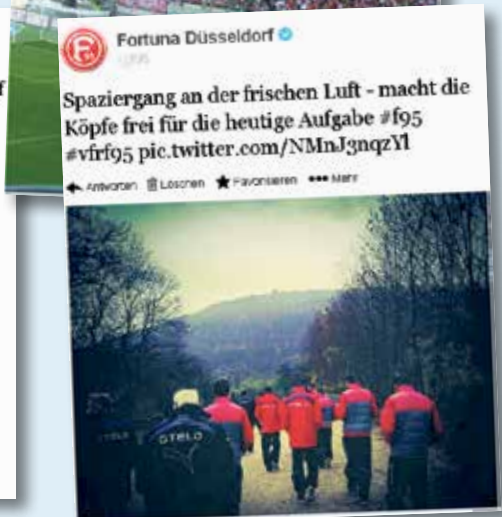 Fortuna Düsseldorf
Spaziergang an der frischen Luft - macht die
Köpfe frei für die heutige Aufgabe #f95
#vfrf95 pic.twitter.com/NMnJ3nqzYl
Antworten Löschen Favorisieren Mehr
OTELO